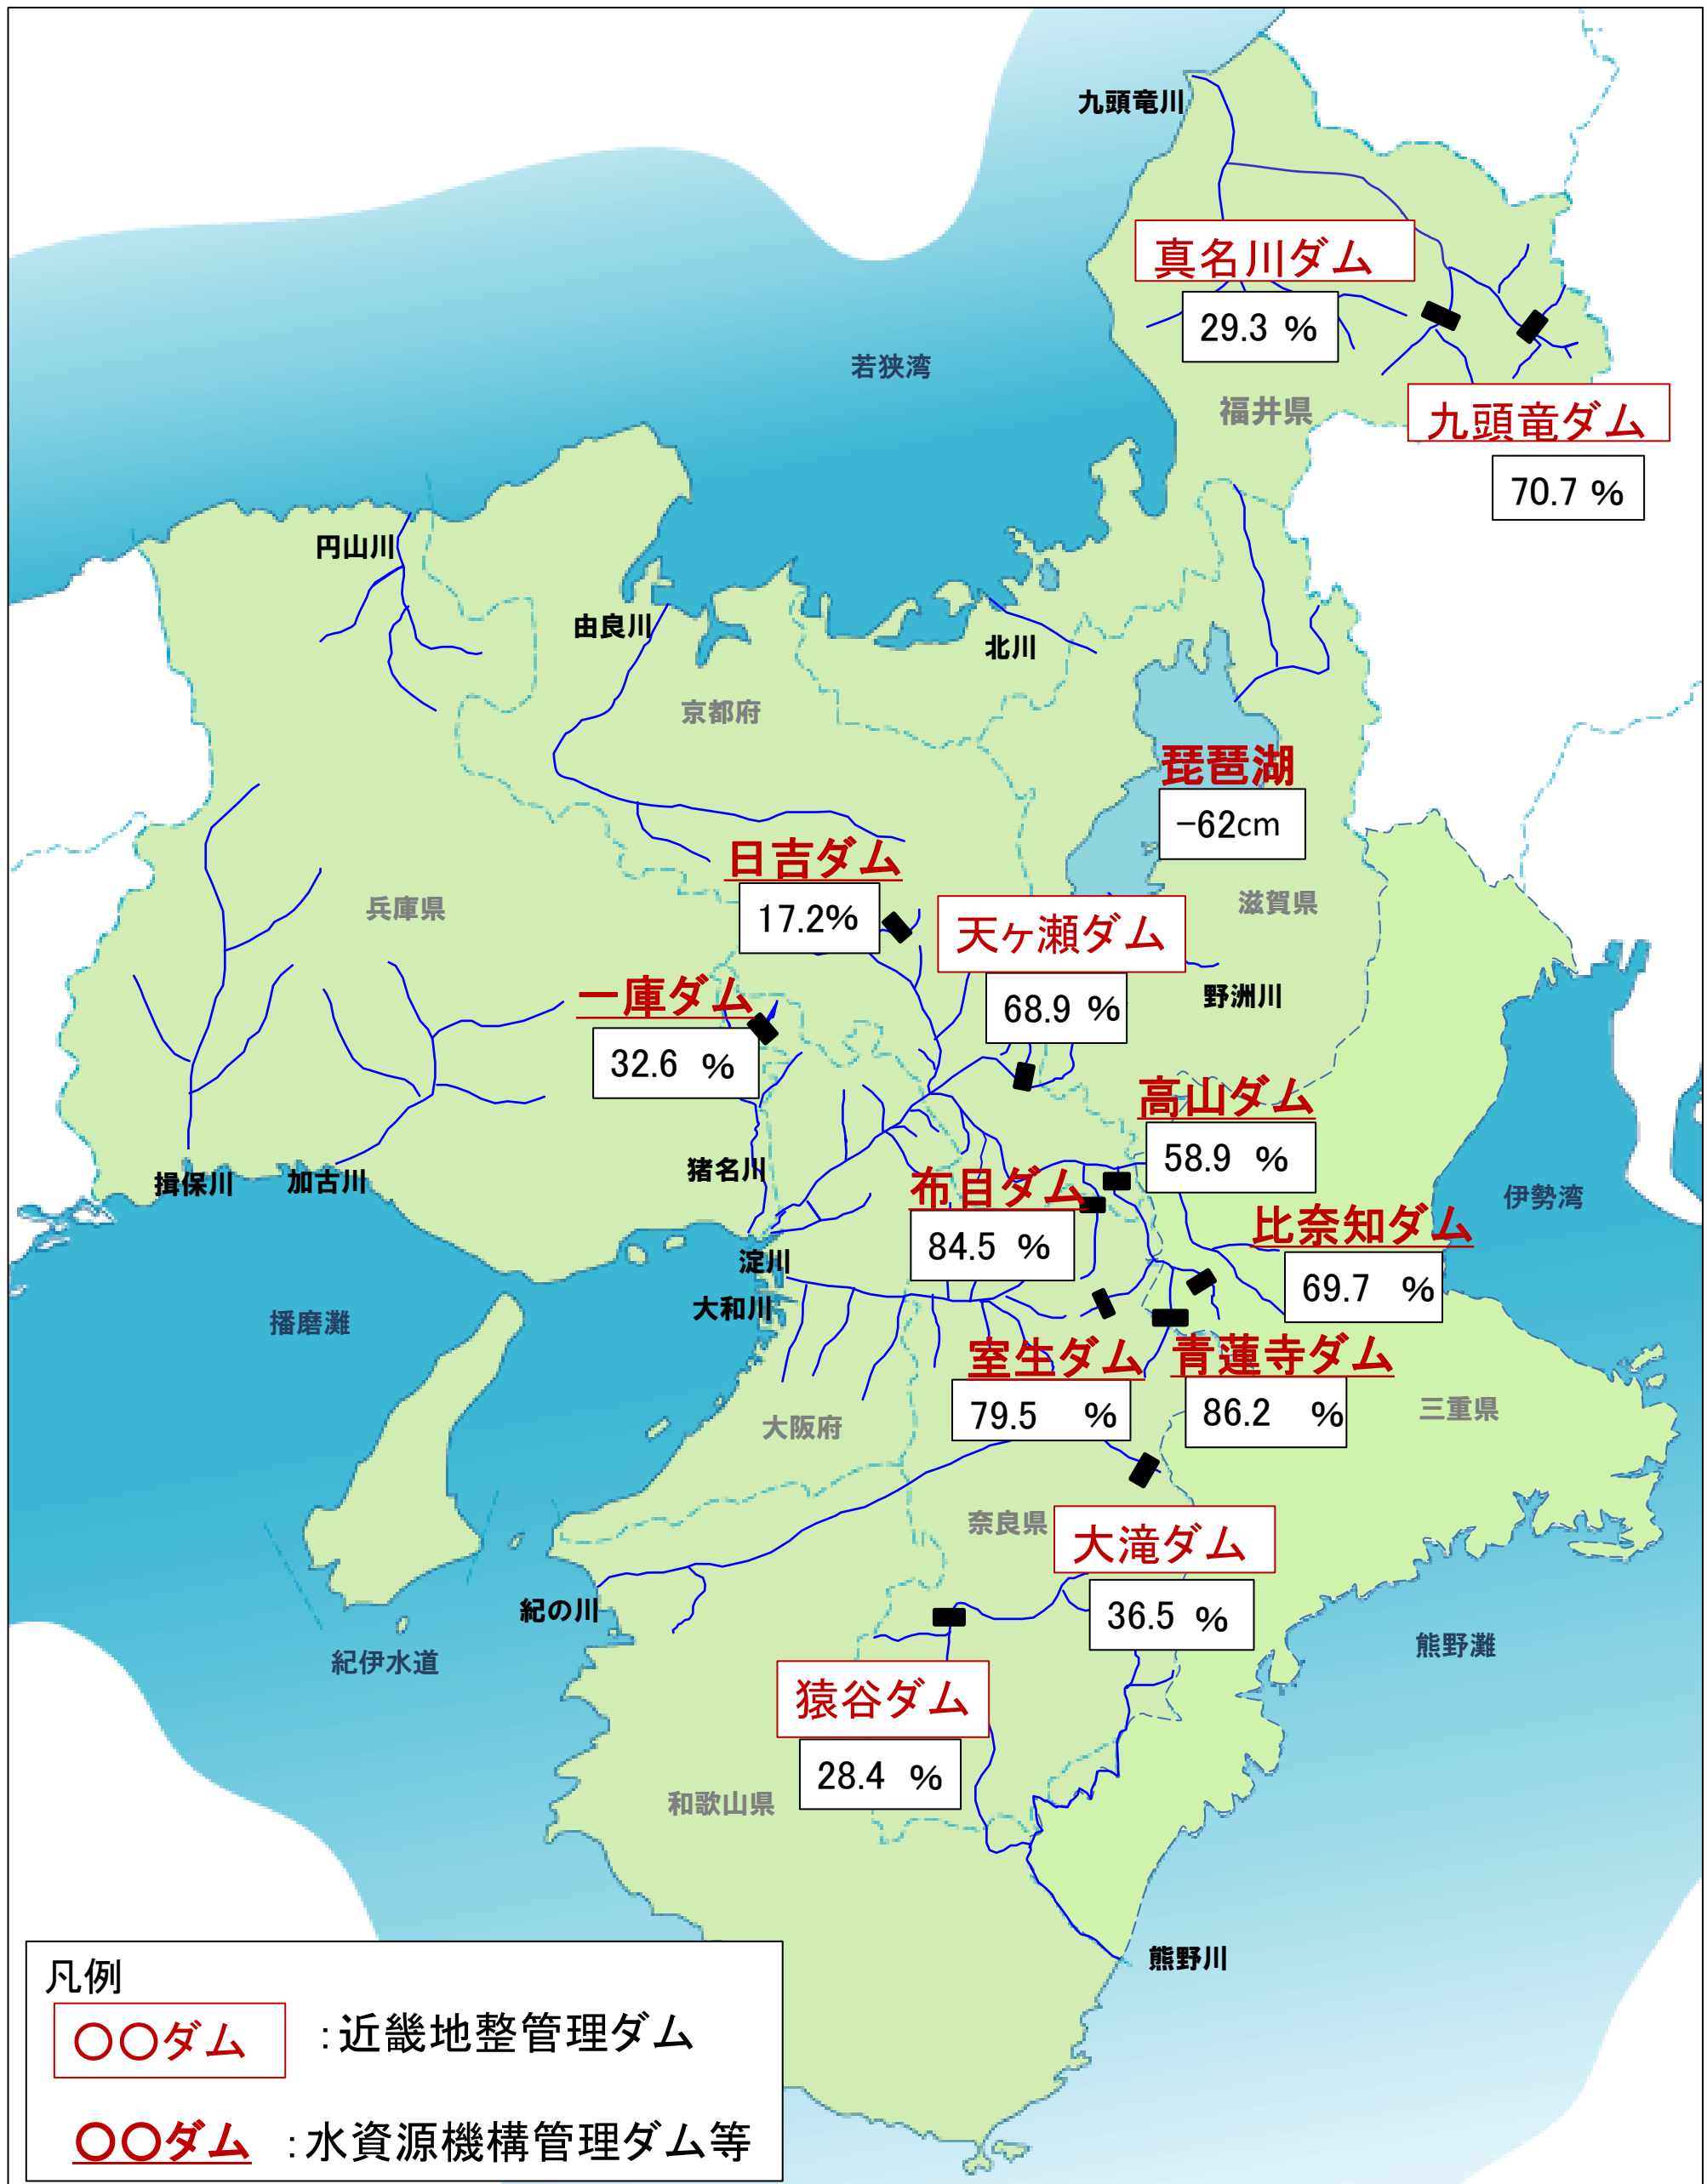 九頭竜川
真名川ダム
29.3 %
若狭湾
福井県
九頭竜ダム
70.7 %
円山川
由良川
北川
京都府
琵琶湖
-62cm
日吉ダム
17.2%
兵庫県
天ヶ瀬ダム
68.9 %
滋賀県
一庫ダム
32.6 %
野洲川
高山ダム
58.9 %
揖保川
加古川
猪名川
布目ダム
84.5 %
伊勢湾
比奈知ダム
69.7 %
淀川
大和川
播磨灘
室生ダム
79.5 %
青蓮寺ダム
86.2 %
大阪府
三重県
奈良県
大滝ダム
36.5 %
紀の川
紀伊水道
熊野灘
猿谷ダム
28.4 %
和歌山県
熊野川
凡例
○○ダム :近畿地整管理ダム
○○ダム :水資源機構管理ダム等